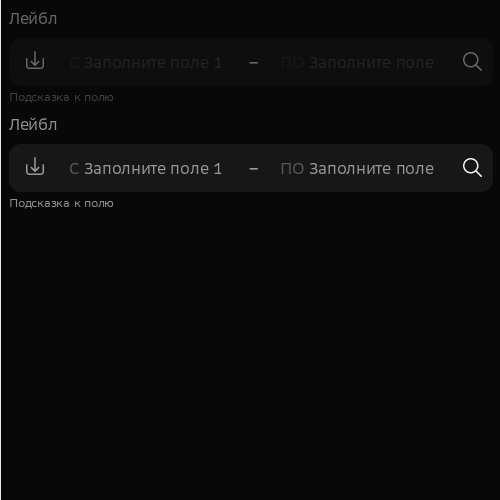 Лейбл
С Заполните поле 1 – ПО Заполните поле
Подсказка к полю
Лейбл
С Заполните поле 1 – ПО Заполните поле
Подсказка к полю